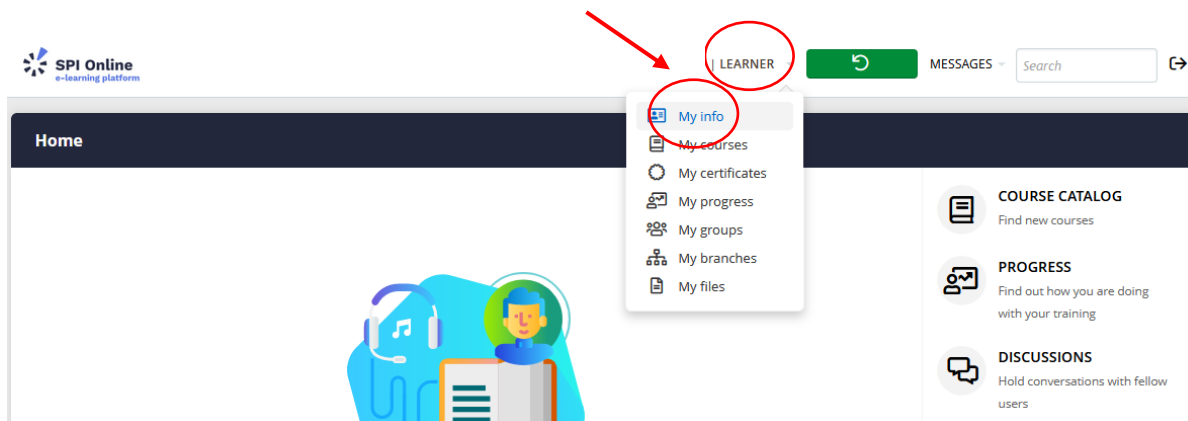 SPI Online
e-learning platform
| LEARNER
MESSAGES
Search
Home
My info
My courses
My certificates
My progress
My groups
My branches
My files
COURSE CATALOG
Find new courses
PROGRESS
Find out how you are doing
with your training
DISCUSSIONS
Hold conversations with fellow
users